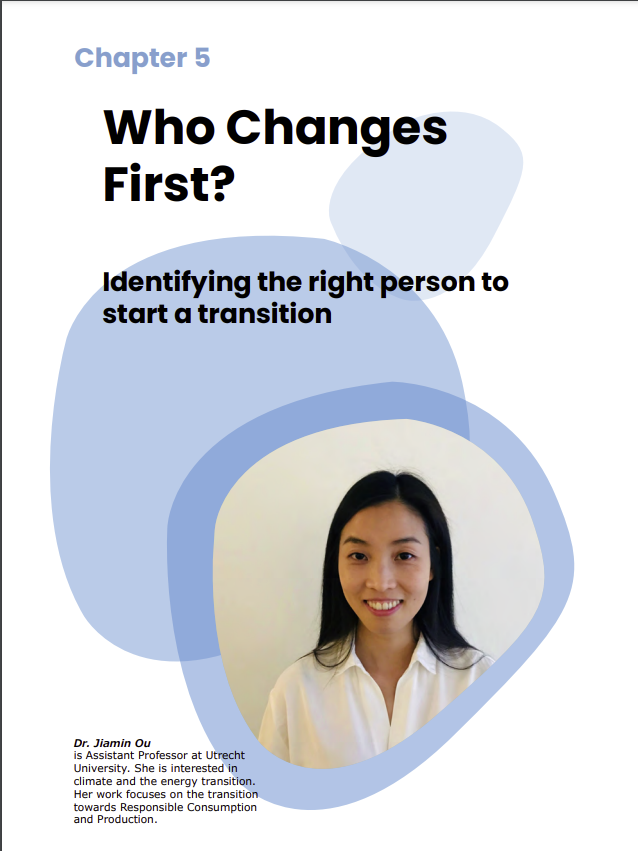 Chapter 5
Who Changes
First?
Identifying the right person to
start a transition
Dr. Jiamin Ou
is Assistant Professor at Utrecht
University. She is interested in
climate and the energy transition.
Her work focuses on the transition
towards Responsible Consumption
and Production.